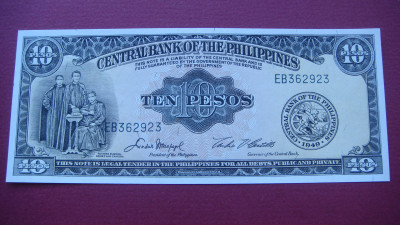 10 CENTRAL BANK OF THE PHILIPPINES 10
PESOS
THIS NOTE IS A LIABILITY OF THE CENTRAL BANK AND IS
FULLY GUARANTEED BY THE GOVERNMENT OF THE REPUBLIC
OF THE PHILIPPINES
EB362923
TEN 10 PESOS
CENTRAL BANK OF THE PHILIPPINES
1949
EB362923
President of the Philippines
Governor of the Central Bank
10 THIS NOTE IS LEGAL TENDER IN THE PHILIPPINES FOR ALL DEBTS, PUBLIC AND PRIVATE. 10
PESOS